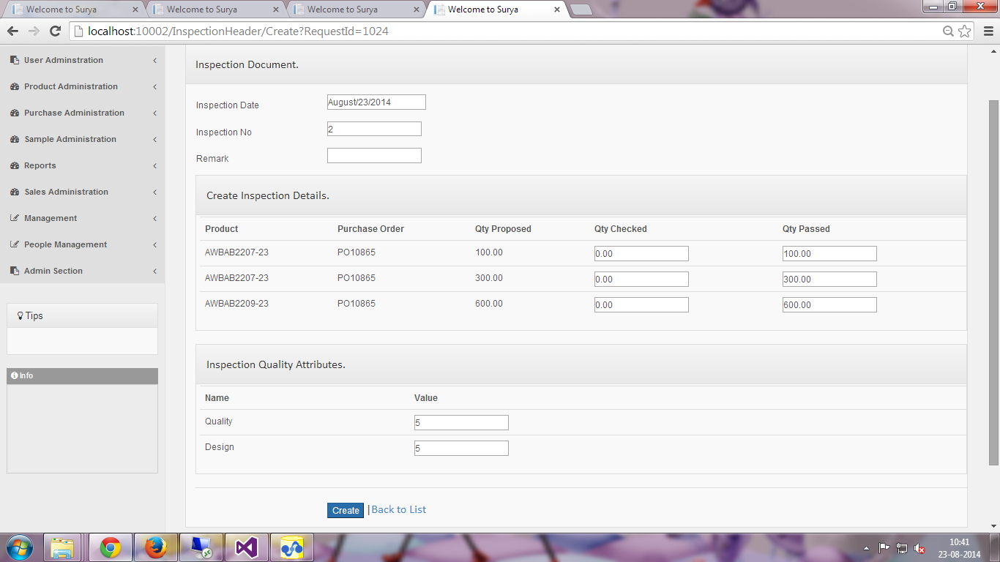 Welcome to Surya
Welcome to Surya
Welcome to Surya
Welcome to Surya
localhost:10002/InspectionHeader/Create?RequestId=1024
User Adminstration
Product Administration
Purchase Administration
Sample Administration
Reports
Sales Administration
Management
People Management
Admin Section
Tips
Info
Inspection Document.
Inspection Date August/23/2014
Inspection No 2
Remark
Create Inspection Details.
Product Purchase Order Qty Proposed Qty Checked Qty Passed
AWBAB2207-23 PO10865 100.00 0.00 100.00
AWBAB2207-23 PO10865 300.00 0.00 300.00
AWBAB2209-23 PO10865 600.00 0.00 600.00
Inspection Quality Attributes.
Name Value
Quality 5
Design 5
Create |Back to List
10:41
23-08-2014